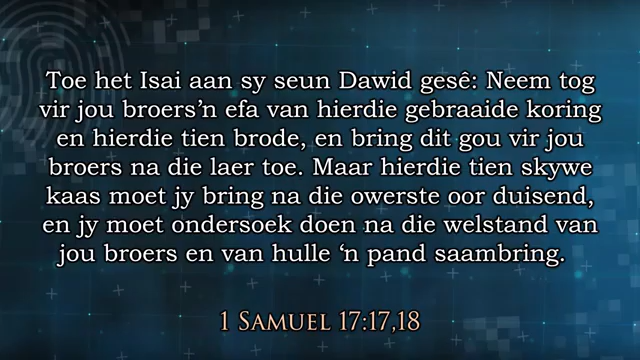 Toe het Isai aan sy seun Dawid gesê: Neem tog
vir jou broers’n efa van hierdie gebraaide koring
en hierdie tien brode, en bring dit gou vir jou
broers na die laer toe. Maar hierdie tien skywe
kaas moet jy bring na die owerste oor duisend,
en jy moet ondersoek doen na die welstand van
jou broers en van hulle ‘n pand saambring.
1 Samuel 17:17,18